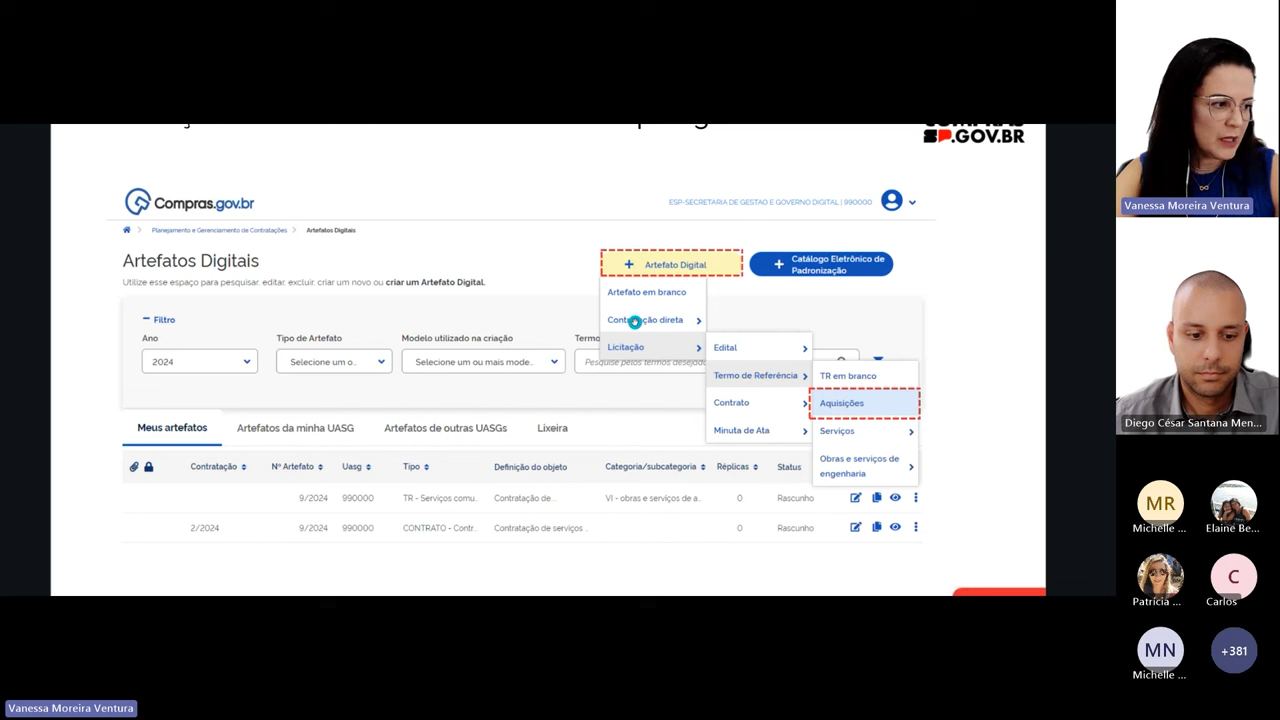 COMPRAS
SP.GOV.BR
Compras.gov.br
ESP-SECRETARIA DE GESTAO E GOVERNO DIGITAL | 990000
Planejamento e Gerenciamento de Contratações
Artefatos Digitais
Artefatos Digitais
+ Artefato Digital
+ Catálogo Eletrônico de
Padronização
Utilize esse espaço para pesquisar, editar, excluir, criar um novo ou criar um Artefato Digital.
Artefato em branco
Contratação direta
Licitação
Filtro
Ano
Tipo de Artefato
Modelo utilizado na criação
Termo
2024
Selecione um o..
Selecione um ou mais mode..
Pesquise pelos termos desejado
Edital
Termo de Referência
Contrato
Minuta de Ata
TR em branco
Aquisições
Serviços
Obras e serviços de
engenharia
Meus artefatos
Artefatos da minha UASG
Artefatos de outras UASGs
Lixeira
Contratação Nº Artefato Uasg Tipo Definição do objeto Categoria/subcategoria Réplicas Status
9/2024 990000 TR - Serviços comu.. Contratação de... VI - obras e serviços de a.. 0 Rascunho
2/2024 9/2024 990000 CONTRATO - Contr.. Contratação de serviços .. 0 Rascunho
Vanessa Moreira Ventura
Diego César Santana Men...
MR
Michelle ...
Elaine Be...
Patrícia ...
C
Carlos
MN
Michelle ...
+381
Vanessa Moreira Ventura